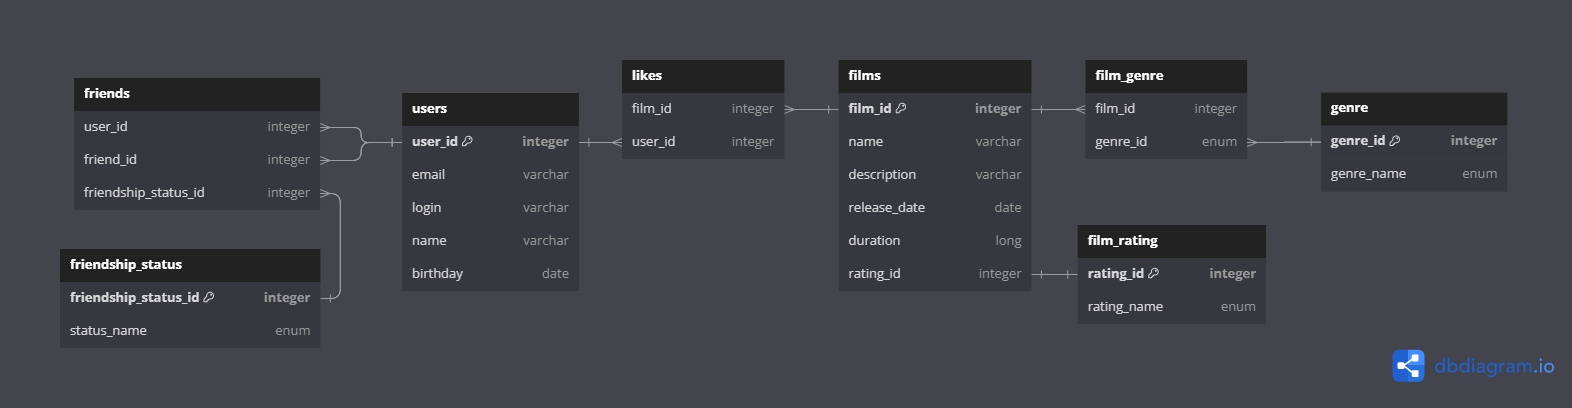 friends
user_id integer
friend_id integer
friendship_status_id integer
friendship_status
friendship_status_id integer
status_name enum
users
user_id integer
email varchar
login varchar
name varchar
birthday date
likes
film_id integer
user_id integer
films
film_id integer
name varchar
description varchar
release_date date
duration long
rating_id integer
film_genre
film_id integer
genre_id enum
film_rating
rating_id integer
rating_name enum
genre
genre_id integer
genre_name enum
dbdiagram.io